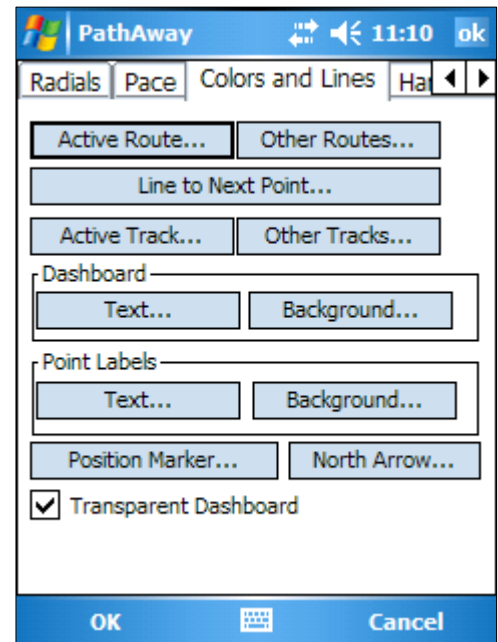 PathAway 11:10 ok
Radials Pace Colors and Lines Ha
Active Route... Other Routes...
Line to Next Point...
Active Track... Other Tracks...
Dashboard
Text... Background...
Point Labels
Text... Background...
Position Marker... North Arrow...
Transparent Dashboard
OK Cancel